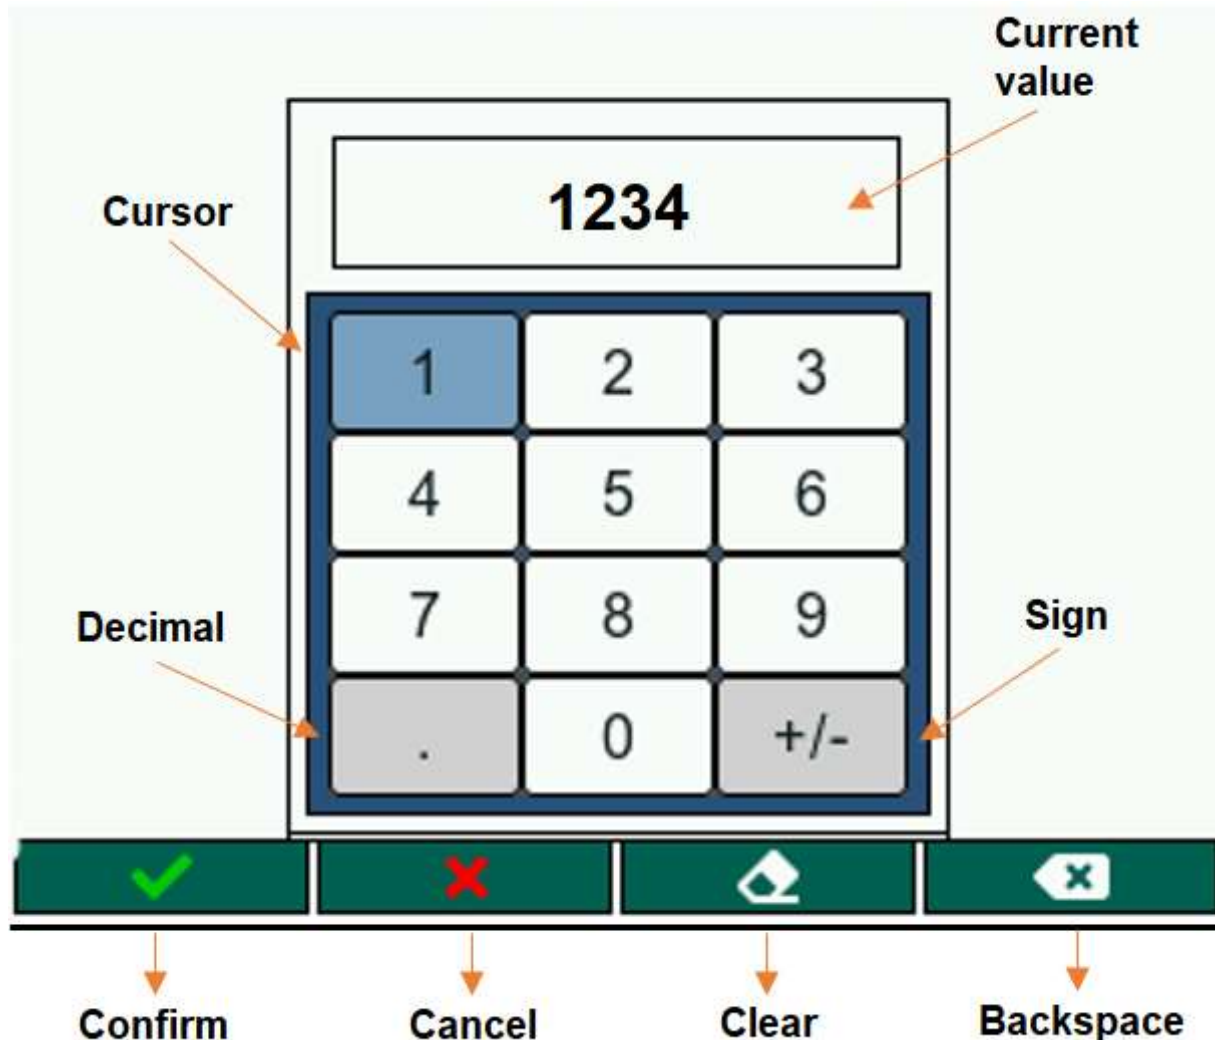 Current
value
1234
Cursor
1 2 3
4 5 6
7 8 9
Decimal
Sign
. 0 +/-
Confirm Cancel Clear Backspace